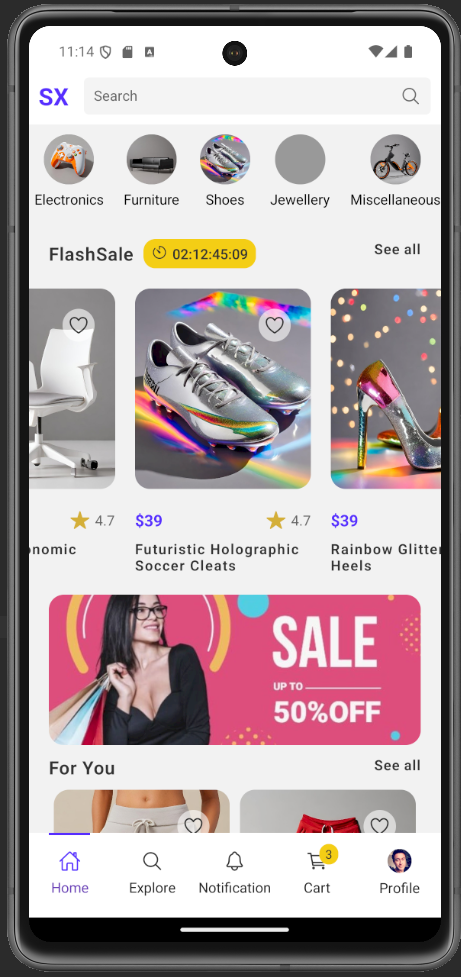 11:14
SX
Search
Electronics
Furniture
Shoes
Jewellery
Miscellaneous
FlashSale
02:12:45:09
See all
4.7
$39
4.7
$39
onomic
Futuristic Holographic
Soccer Cleats
Rainbow Glitter
Heels
SALE
UP TO
50%OFF
For You
See all
3
Home
Explore
Notification
Cart
Profile